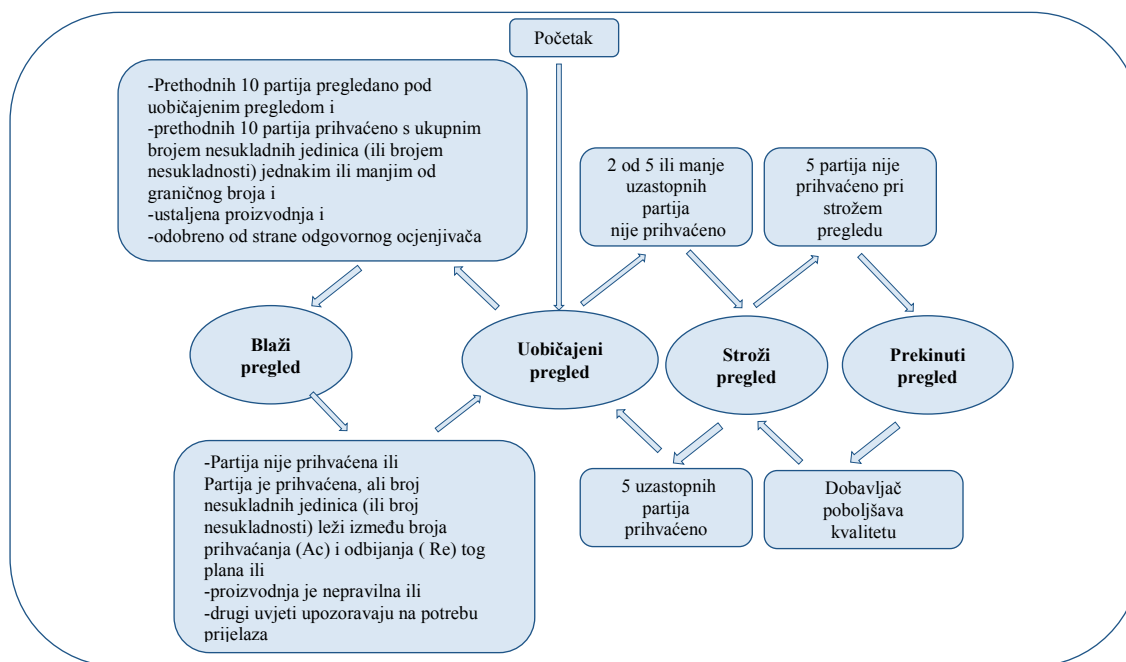 Početak
-Prethodnih 10 partija pregledano pod
uobičajenim pregledom i
-prethodnih 10 partija prihvaćeno s ukupnim
brojem nesukladnih jedinica (ili brojem
nesukladnosti) jednakim ili manjim od
graničnog broja i
-ustaljena proizvodnja i
-odobreno od strane odgovornog ocjenjivača
2 od 5 ili manje
uzastopnih
partija
nije prihvaćeno
5 partija nije
prihvaćeno pri
strožem
pregledu
Blaži
pregled
Uobičajeni
pregled
Stroži
pregled
Prekinuti
pregled
-Partija nije prihvaćena ili
Partija je prihvaćena, ali broj
nesukladnih jedinica (ili broj
nesukladnosti) leži između broja
prihvaćanja (Ac) i odbijanja ( Re) tog
plana ili
-proizvodnja je nepravilna ili
-drugi uvjeti upozoravaju na potrebu
prijelaza
5 uzastopnih
partija
prihvaćeno
Dobavljač
poboljšava
kvalitetu